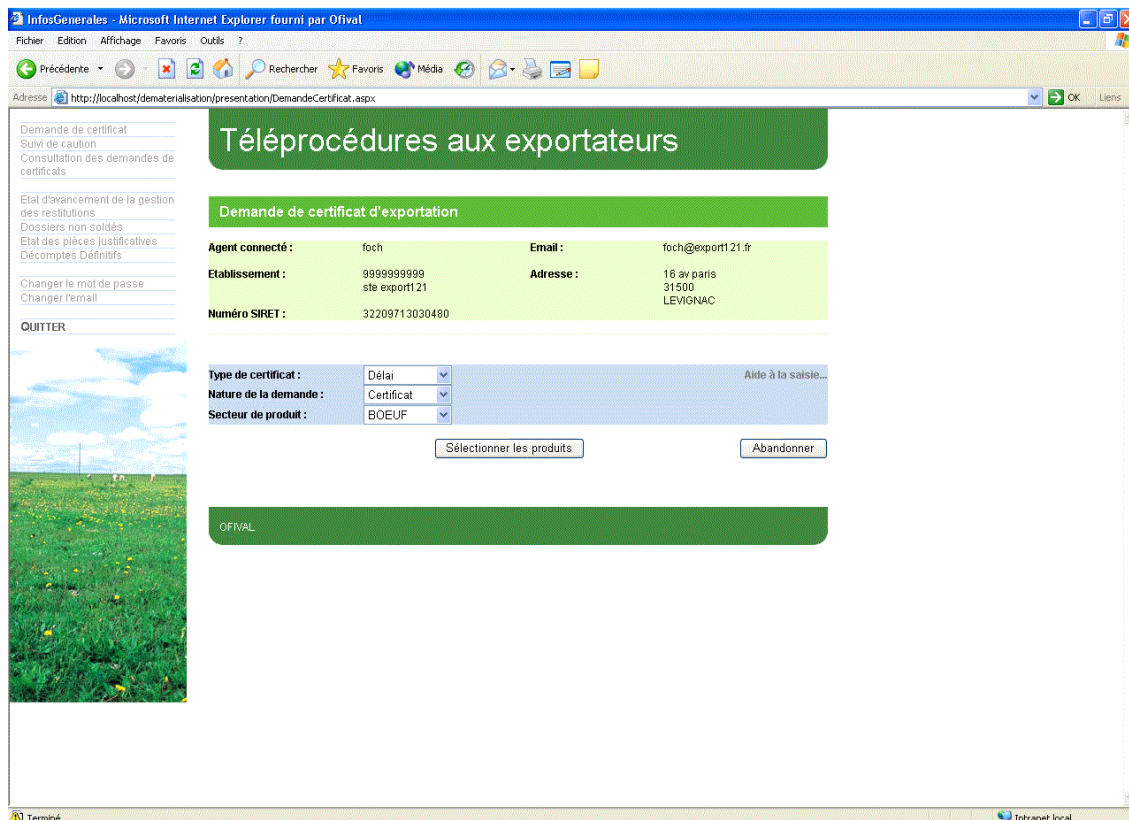 InfosGenerales - Microsoft Internet Explorer fourni par Ofival
Fichier Edition Affichage Favoris Outils ?
Précédente Rechercher Favoris Média
Adresse http://localhost/dematerialisation/presentation/DemandeCertificat.aspx OK Liens
Demande de certificat
Suivi de caution
Consultation des demandes de
certificats
Etat d'avancement de la gestion
des restitutions
Dossiers non soldés
Etat des pièces justificatives
Décomptes Définitifs
Changer le mot de passe
Changer l'email
QUITTER
Téléprocédures aux exportateurs
Demande de certificat d'exportation
Agent connecté : foch Email : foch@export121.fr
Etablissement : 9999999999 Adresse : 16 av paris
ste export121 31500
LEVIGNAC
Numéro SIRET : 32209713030480
Type de certificat : Délai Aide à la saisie...
Nature de la demande : Certificat
Secteur de produit : BOEUF
Sélectionner les produits Abandonner
OFIVAL
Terminé Intranet local